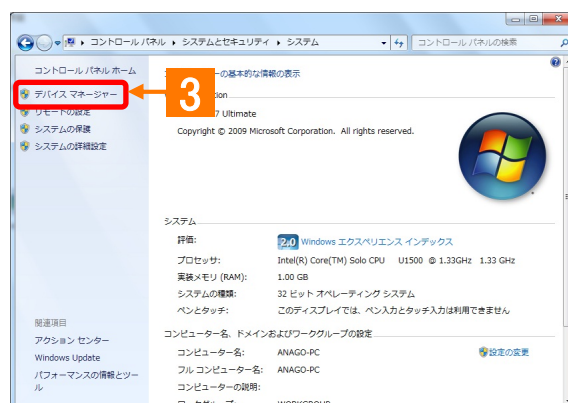 コントロール パネル ▸ システムとセキュリティ ▸ システム
コントロール パネルの検索
コントロール パネル ホーム
デバイス マネージャー
リモートの設定
システムの保護
システムの詳細設定
3
ーの基本的な情報の表示
ition
7 Ultimate
Copyright © 2009 Microsoft Corporation. All rights reserved.
システム
評価:
2.0 Windows エクスペリエンス インデックス
プロセッサ:
Intel(R) Core(TM) Solo CPU U1500 @ 1.33GHz 1.33 GHz
実装メモリ (RAM):
1.00 GB
システムの種類:
32 ビット オペレーティング システム
ペンとタッチ:
このディスプレイでは、ペン入力とタッチ入力は利用できません
コンピューター名、ドメインおよびワークグループの設定
コンピューター名:
ANAGO-PC
設定の変更
フル コンピューター名:
ANAGO-PC
コンピューターの説明:
ワークグループ:
WORKGROUP
関連項目
アクション センター
Windows Update
パフォーマンスの情報とツー
ル